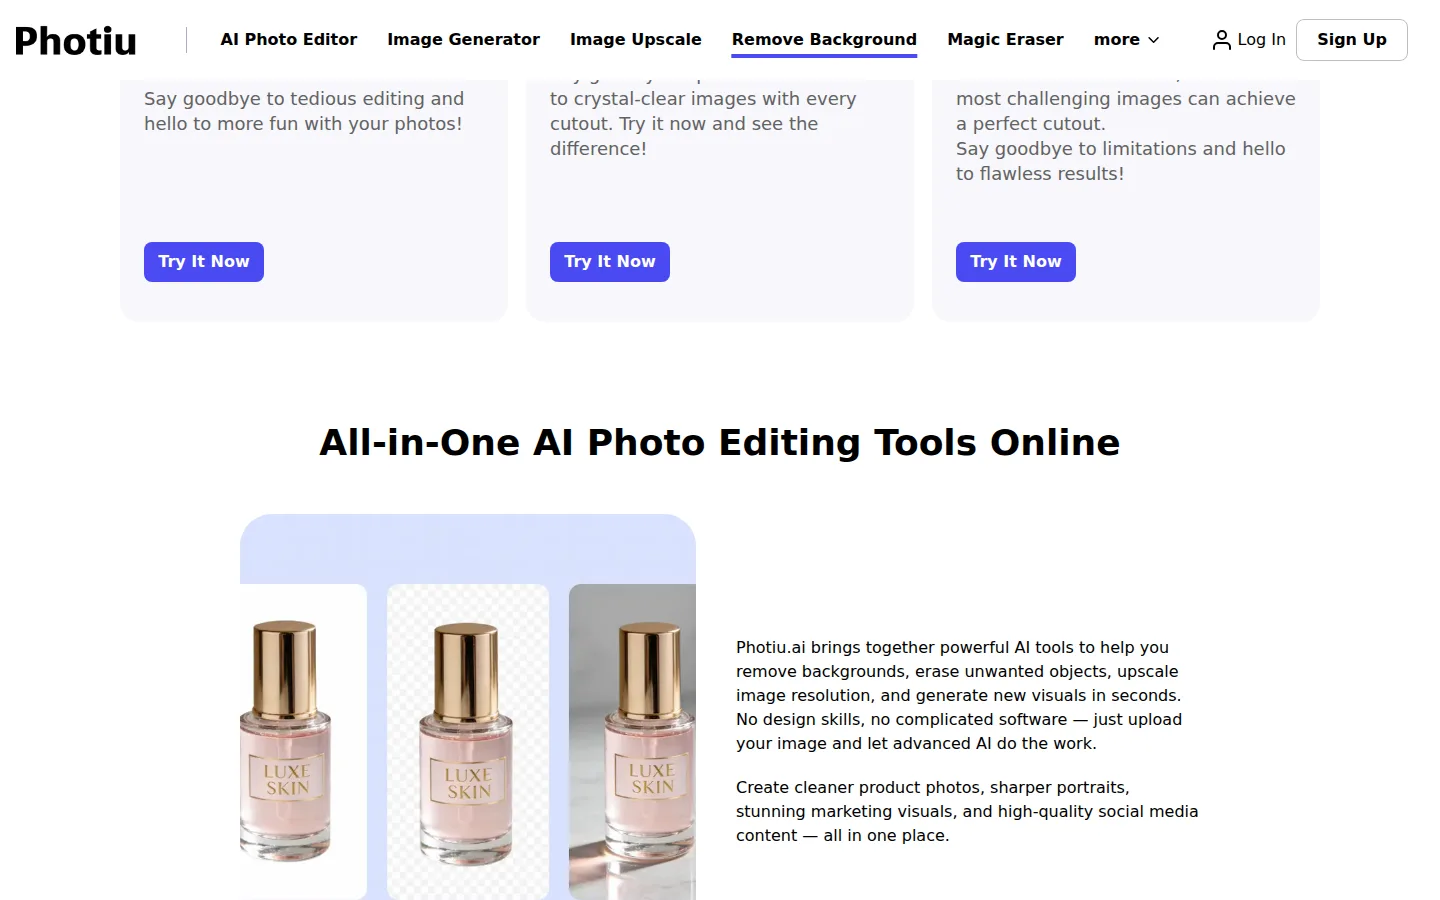 Photiu
AI Photo Editor
Image Generator
Image Upscale
Remove Background
Magic Eraser
more
Log In
Sign Up
Say goodbye to tedious editing and
hello to more fun with your photos!
Try It Now
to crystal-clear images with every
cutout. Try it now and see the
difference!
Try It Now
most challenging images can achieve
a perfect cutout.
Say goodbye to limitations and hello
to flawless results!
Try It Now
All-in-One AI Photo Editing Tools Online
LUXE
SKIN
LUXE
SKIN
LUXE
SKIN
Photiu.ai brings together powerful AI tools to help you
remove backgrounds, erase unwanted objects, upscale
image resolution, and generate new visuals in seconds.
No design skills, no complicated software — just upload
your image and let advanced AI do the work.
Create cleaner product photos, sharper portraits,
stunning marketing visuals, and high-quality social media
content — all in one place.